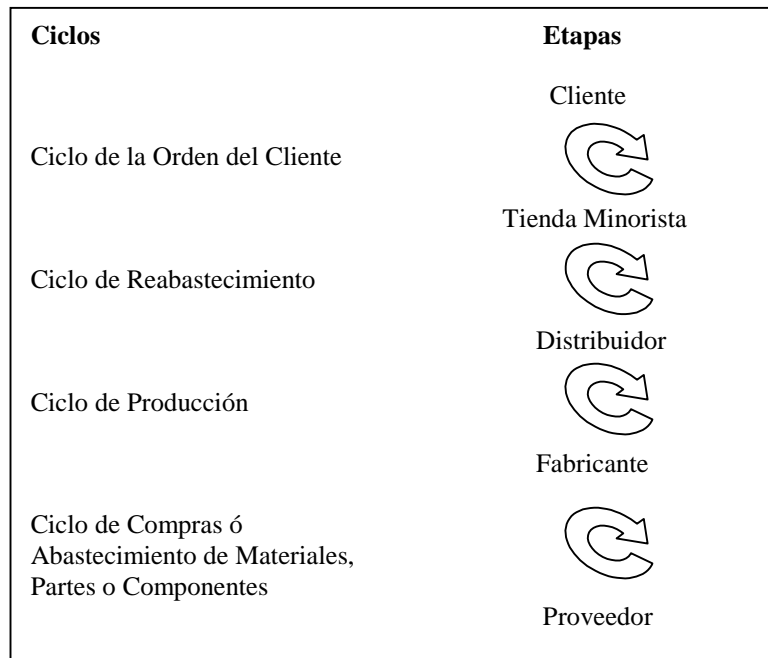 Ciclos Etapas
Cliente
Ciclo de la Orden del Cliente
Tienda Minorista
Ciclo de Reabastecimiento
Distribuidor
Ciclo de Producción
Fabricante
Ciclo de Compras ó
Abastecimiento de Materiales,
Partes o Componentes
Proveedor